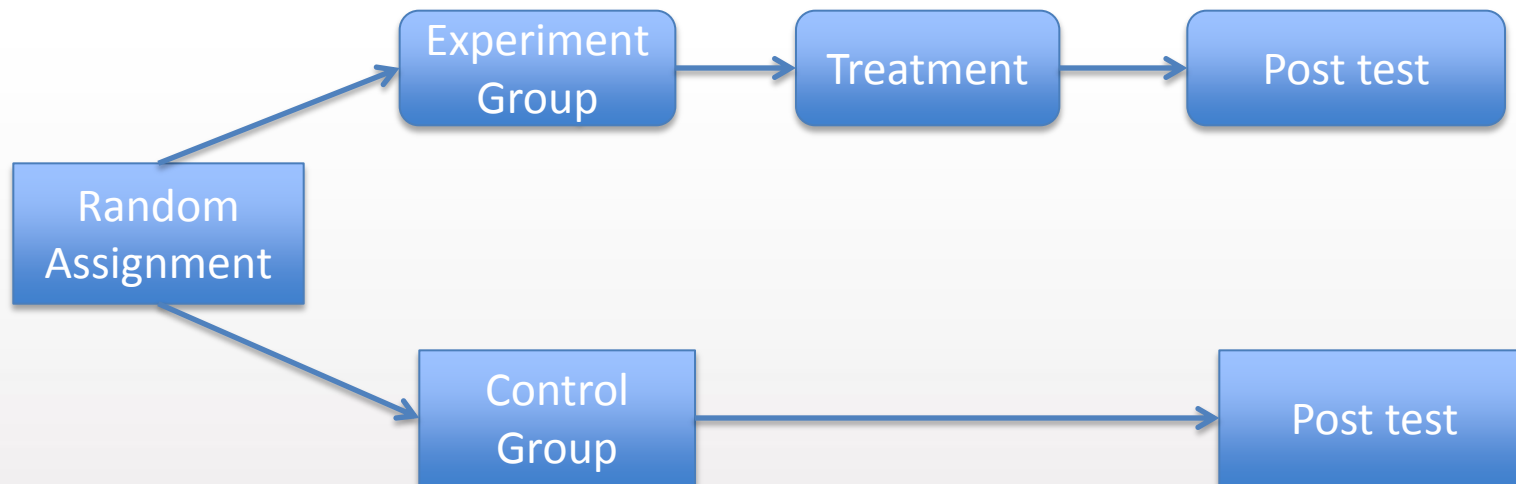 Experiment
Group
Treatment
Post test
Random
Assignment
Control
Group
Post test